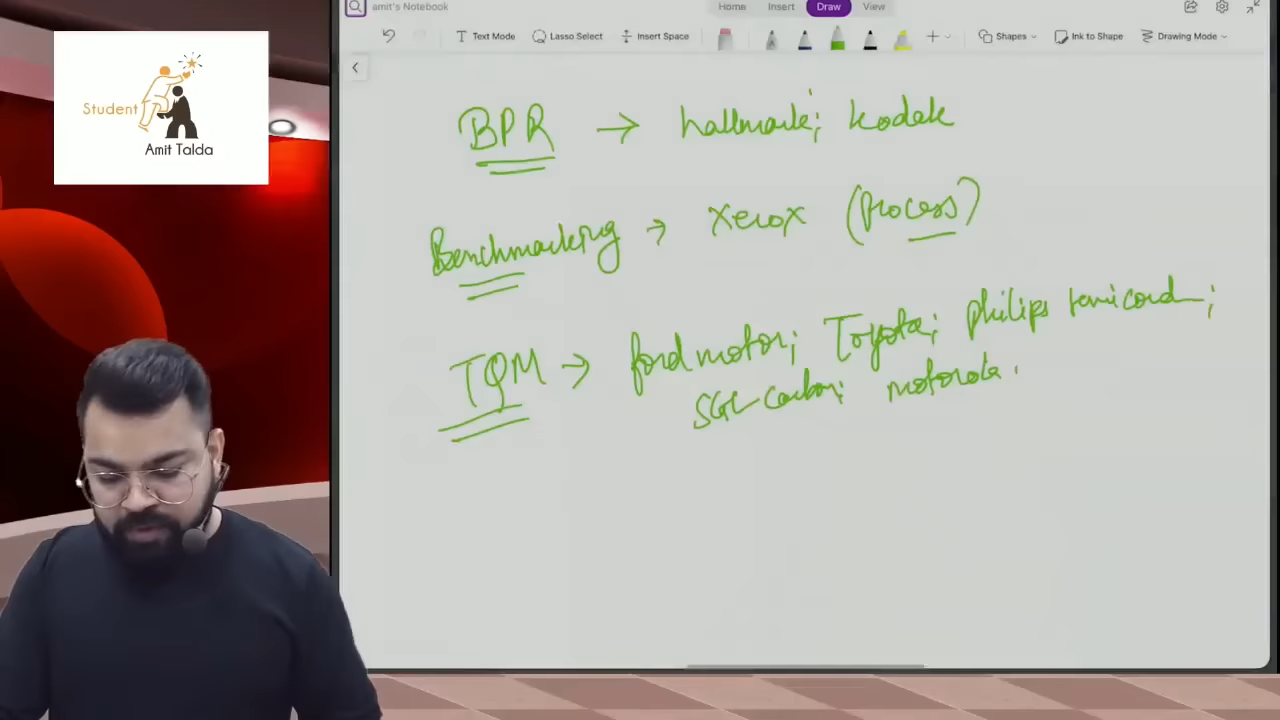 amit's Notebook
Home Insert Draw View
Text Mode Lasso Select Insert Space Shapes Ink to Shape Drawing Mode
Student
Amit Talda
BPR → hallmark; kodak
Benchmarking → Xerox (Process)
TQM → ford motor; Toyota; philips semicond;
SGL carbon; motorola.